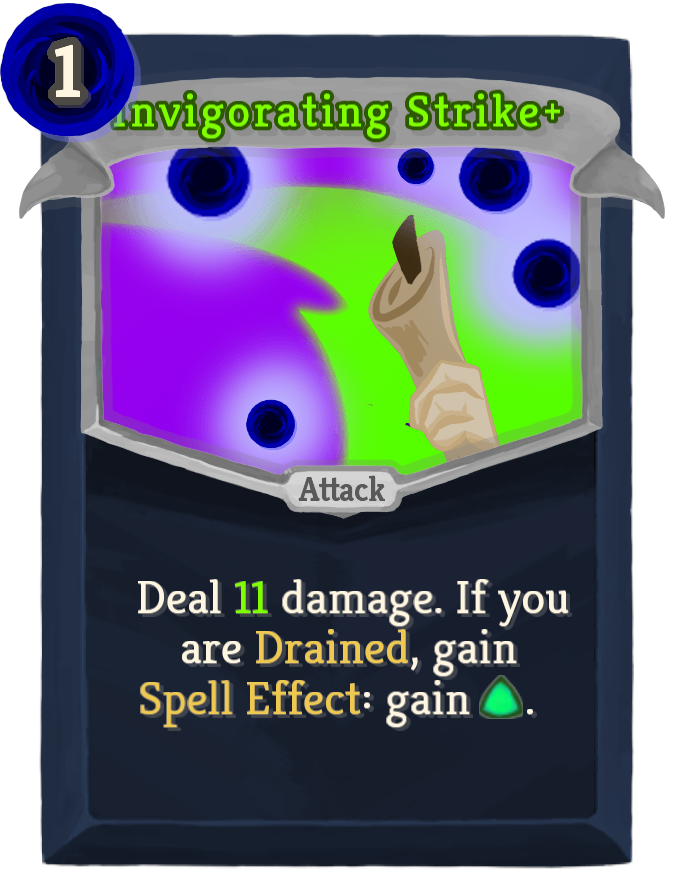 1
Invigorating Strike+
Attack
Deal 11 damage. If you
are Drained, gain
Spell Effect: gain .